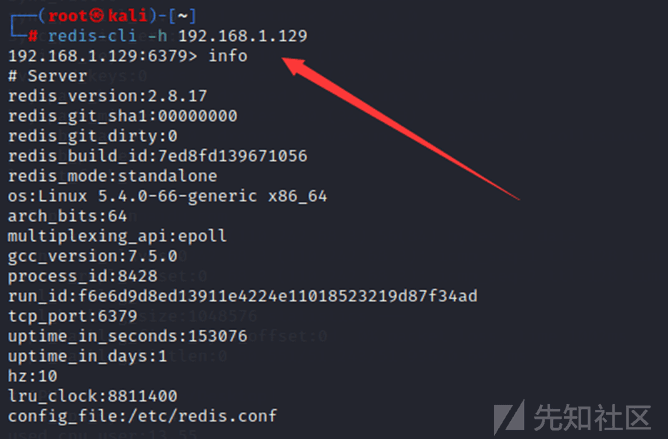 ┌──(root㉿kali)-[~]
└─# redis-cli -h 192.168.1.129
192.168.1.129:6379> info
# Server
redis_version:2.8.17
redis_git_sha1:00000000
redis_git_dirty:0
redis_build_id:7ed8fd139671056
redis_mode:standalone
os:Linux 5.4.0-66-generic x86_64
arch_bits:64
multiplexing_api:epoll
gcc_version:7.5.0
process_id:8428
run_id:f6e6d9d8ed13911e4224e11018523219d87f34ad
tcp_port:6379
uptime_in_seconds:153076
uptime_in_days:1
hz:10
lru_clock:8811400
config_file:/etc/redis.conf
先知社区